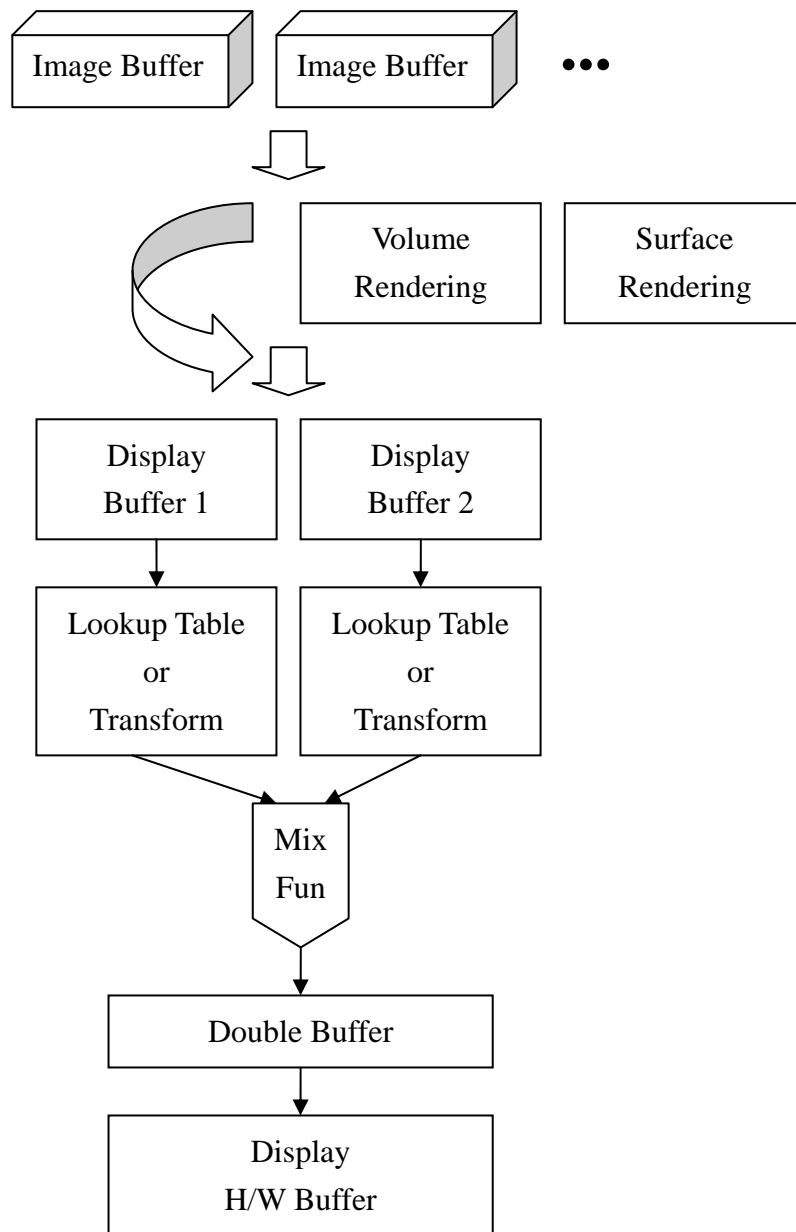 Image Buffer
Image Buffer
•••
Volume
Rendering
Surface
Rendering
Display
Buffer 1
Display
Buffer 2
Lookup Table
or
Transform
Lookup Table
or
Transform
Mix
Fun
Double Buffer
Display
H/W Buffer